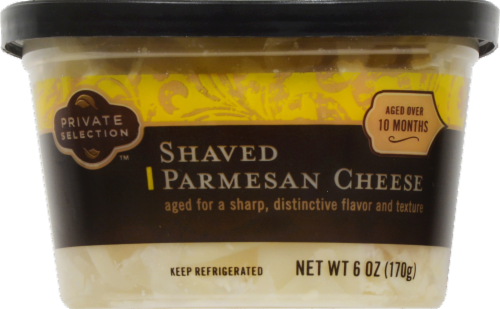 PRIVATE
SELECTION
™
AGED OVER
10 MONTHS
SHAVED
PARMESAN CHEESE
aged for a sharp, distinctive flavor and texture
KEEP REFRIGERATED
NET WT 6 OZ (170g)